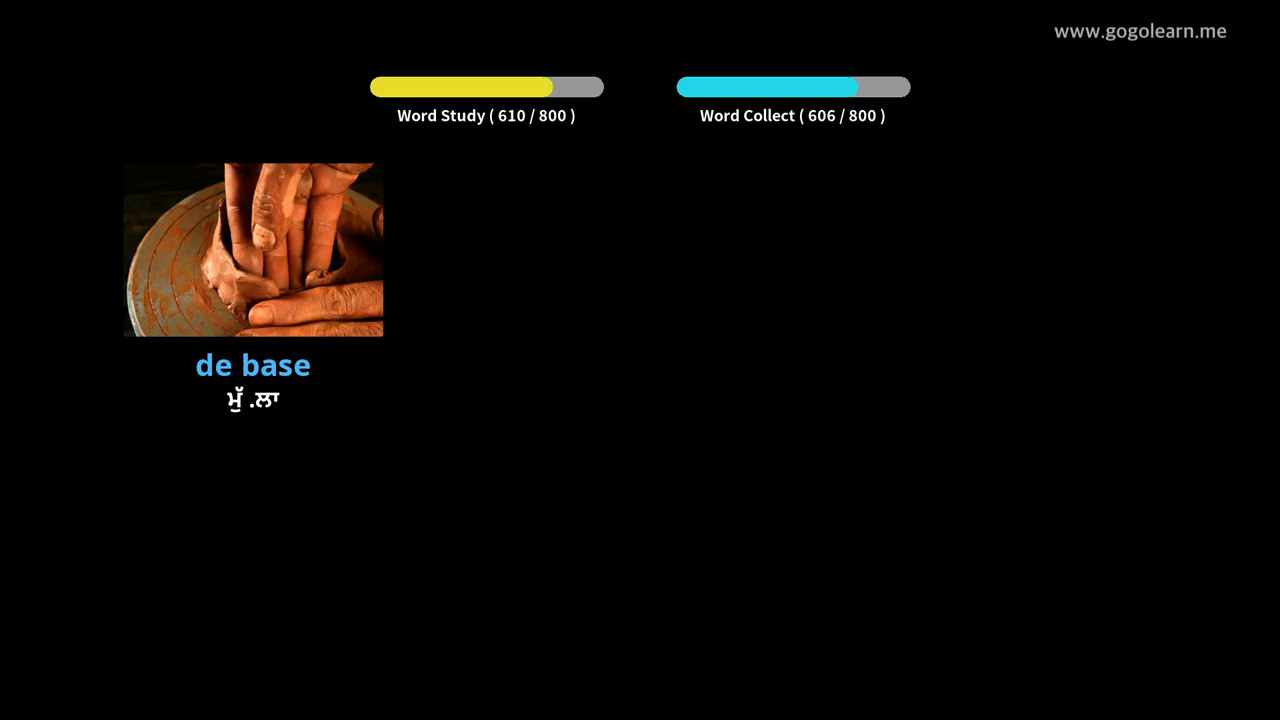 www.gogolearn.me
Word Study ( 610 / 800 )
Word Collect ( 606 / 800 )
de base
ਮੁੱ .ਲਾ